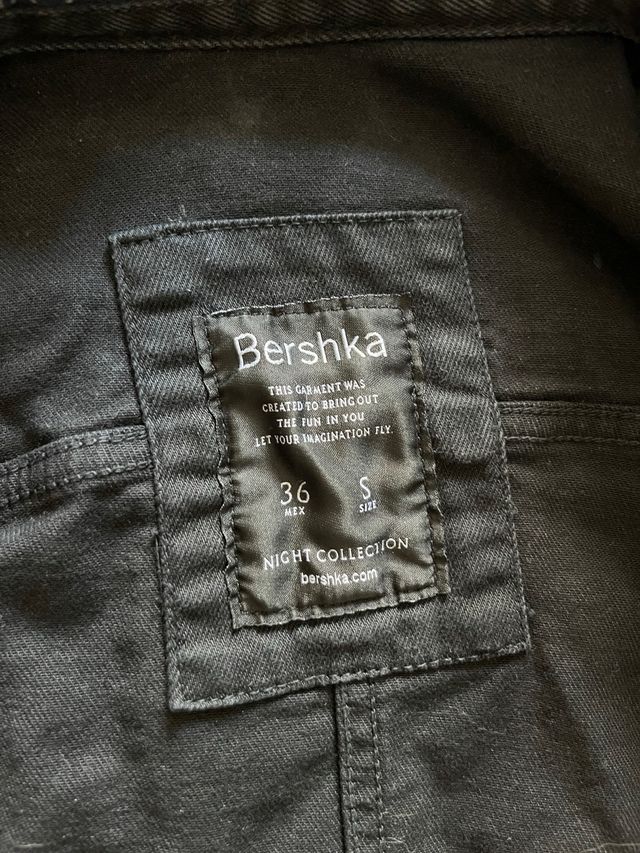 Bershka
THIS GARMENT WAS
CREATED TO BRING OUT
THE FUN IN YOU
LET YOUR IMAGINATION FLY.
36 S
MEX SIZE
NIGHT COLLECTION
bershka.com